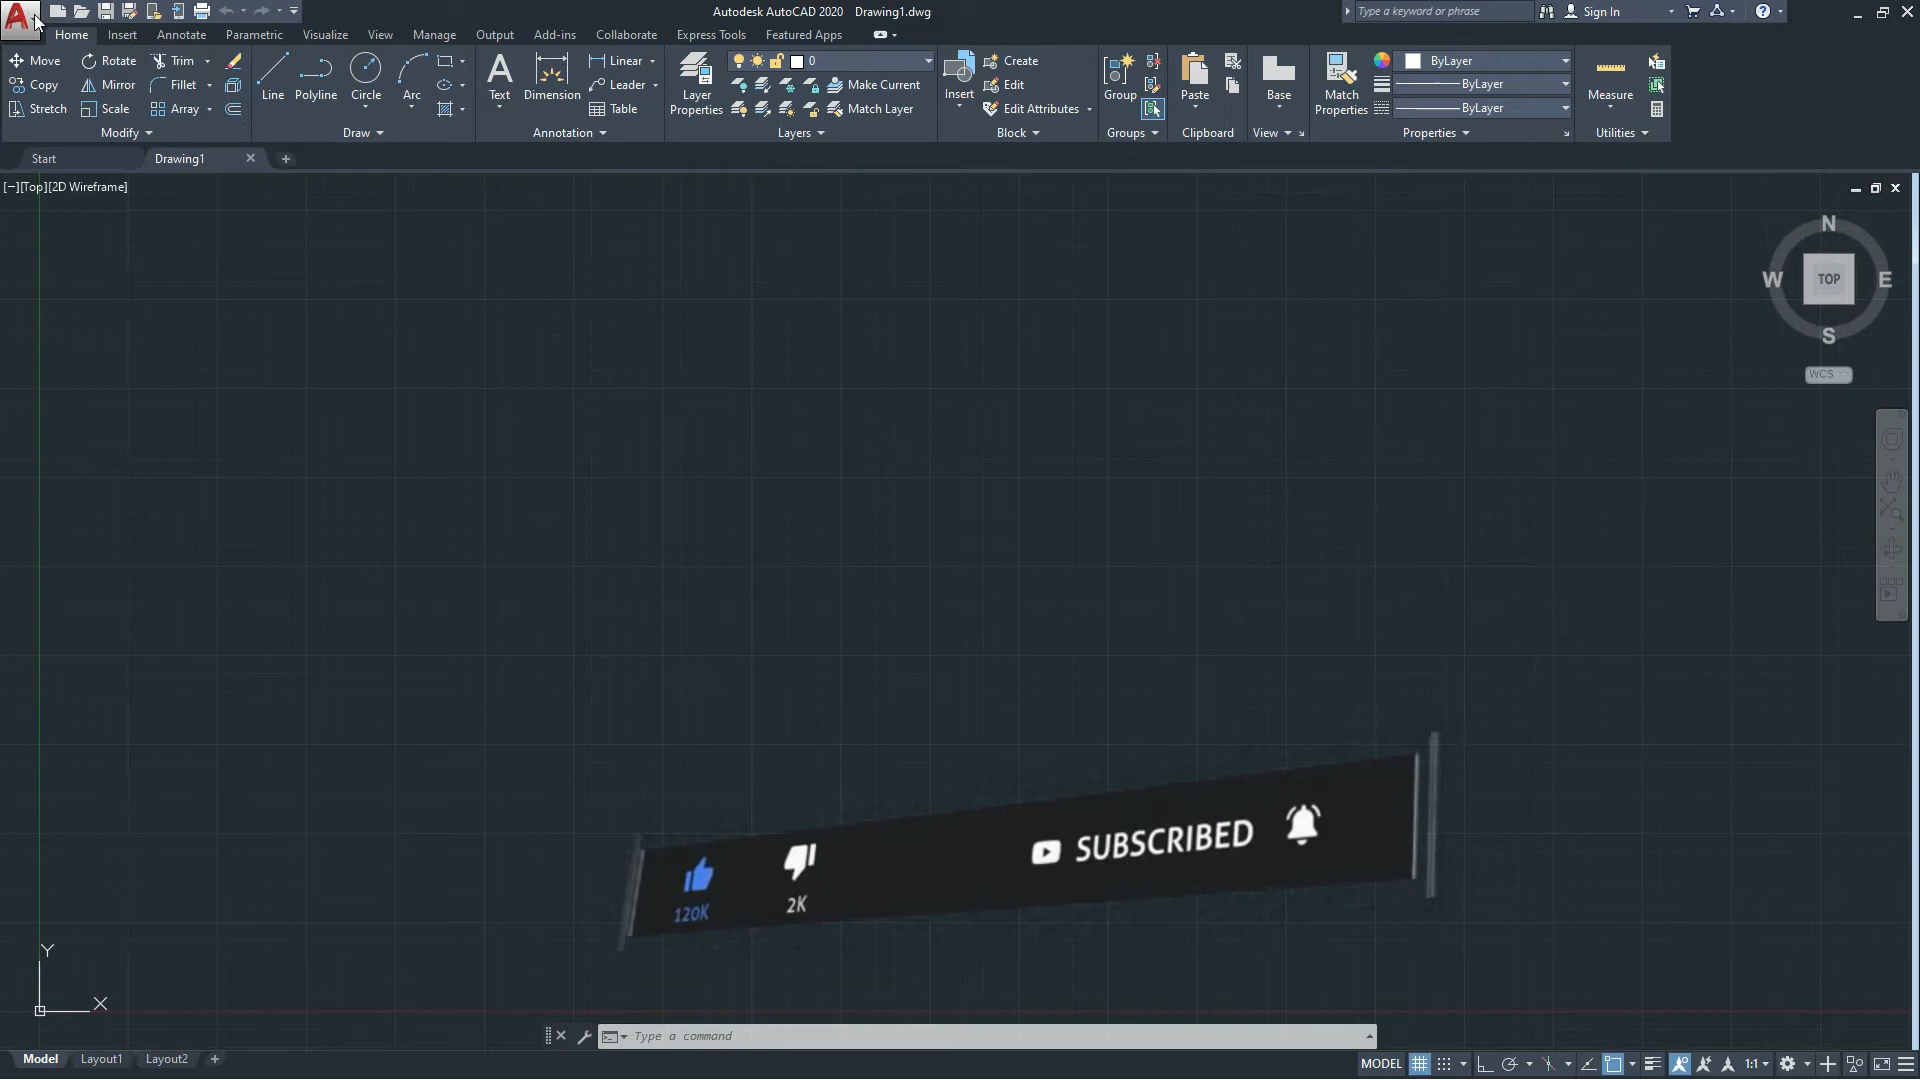 Autodesk AutoCAD 2020 Drawing1.dwg
Type a keyword or phrase
Sign In
Home Insert Annotate Parametric Visualize View Manage Output Add-ins Collaborate Express Tools Featured Apps
Move Rotate Trim
Copy Mirror Fillet
Stretch Scale Array
Modify
Line Polyline Circle Arc
Draw
Text Dimension
Linear
Leader
Table
Annotation
Layer Properties
0
Make Current
Match Layer
Layers
Insert
Create
Edit
Edit Attributes
Block
Group
Groups
Paste
Clipboard
Base
View
Match Properties
ByLayer
ByLayer
ByLayer
Properties
Measure
Utilities
Start Drawing1
[−][Top][2D Wireframe]
N
W TOP E
S
WCS
SUBSCRIBED
120K 2K
Y
X
Type a command
Model Layout1 Layout2
MODEL 1:1